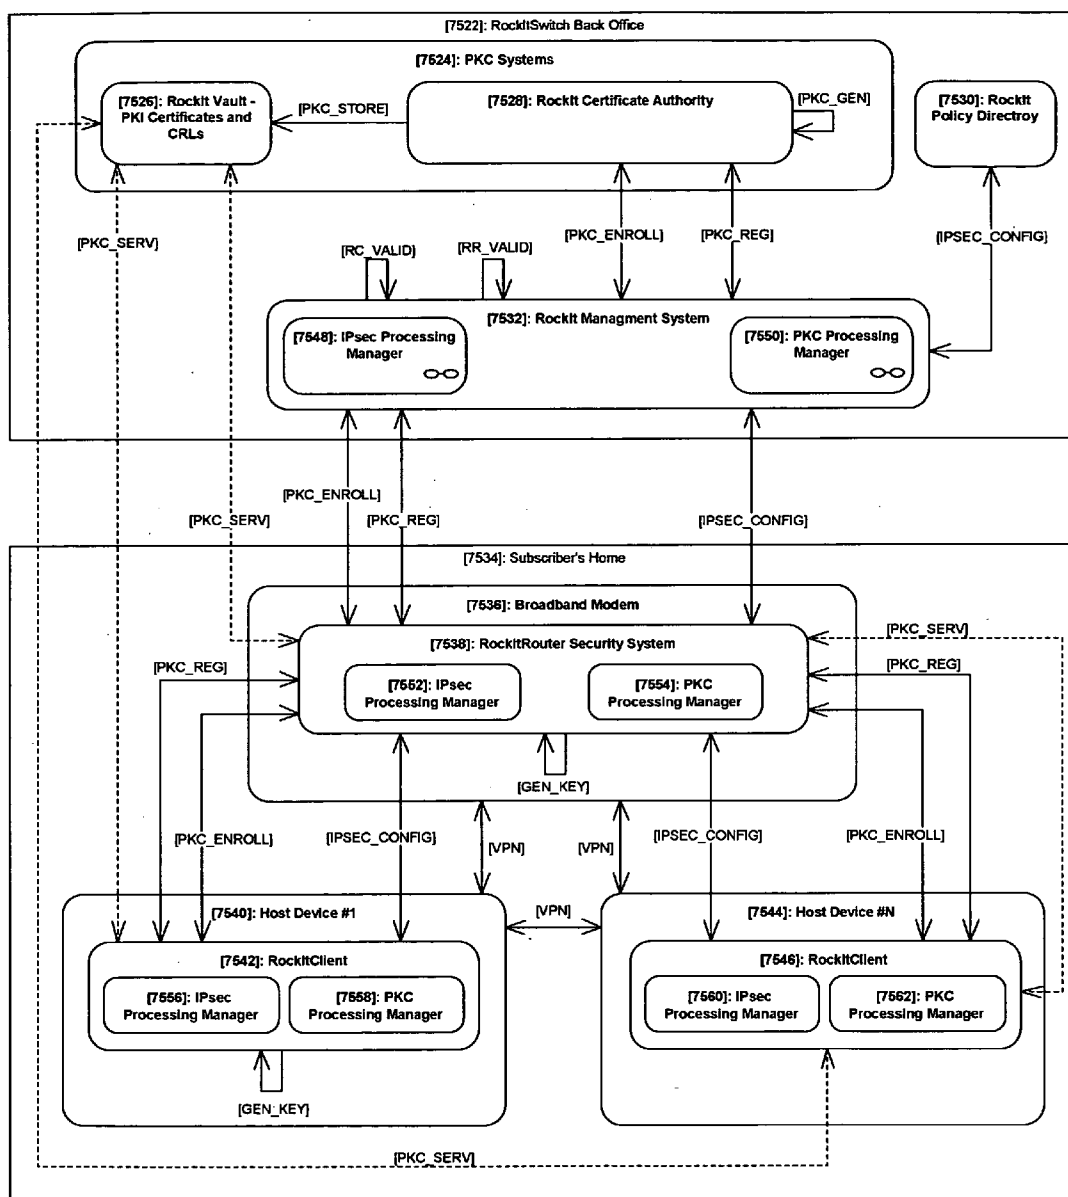 [7522]: RockItSwitch Back Office
[7524]: PKC Systems
[7526]: RockIt Vault -
PKI Certificates and
CRLs
[PKC_STORE]
[7528]: RockIt Certificate Authority
[PKC_GEN]
[7530]: RockIt
Policy Directroy
[PKC_SERV]
[PKC_ENROLL]
[PKC_REG]
[IPSEC_CONFIG]
[RC_VALID]
[RR_VALID]
[7532]: RockIt Managment System
[7548]: IPsec Processing
Manager
[7550]: PKC Processing
Manager
[PKC_ENROLL]
[PKC_SERV]
[PKC_REG]
[IPSEC_CONFIG]
[7534]: Subscriber's Home
[7536]: Broadband Modem
[7538]: RockItRouter Security System
[PKC_SERV]
[PKC_REG]
[PKC_REG]
[7552]: IPsec
Processing Manager
[7554]: PKC
Processing Manager
[GEN_KEY]
[PKC_ENROLL]
[IPSEC_CONFIG]
[VPN]
[VPN]
[IPSEC_CONFIG]
[PKC_ENROLL]
[7540]: Host Device #1
[VPN]
[7544]: Host Device #N
[7542]: RockItClient
[7546]: RockItClient
[7556]: IPsec
Processing Manager
[7558]: PKC
Processing Manager
[7560]: IPsec
Processing Manager
[7562]: PKC
Processing Manager
[GEN_KEY]
[PKC_SERV]